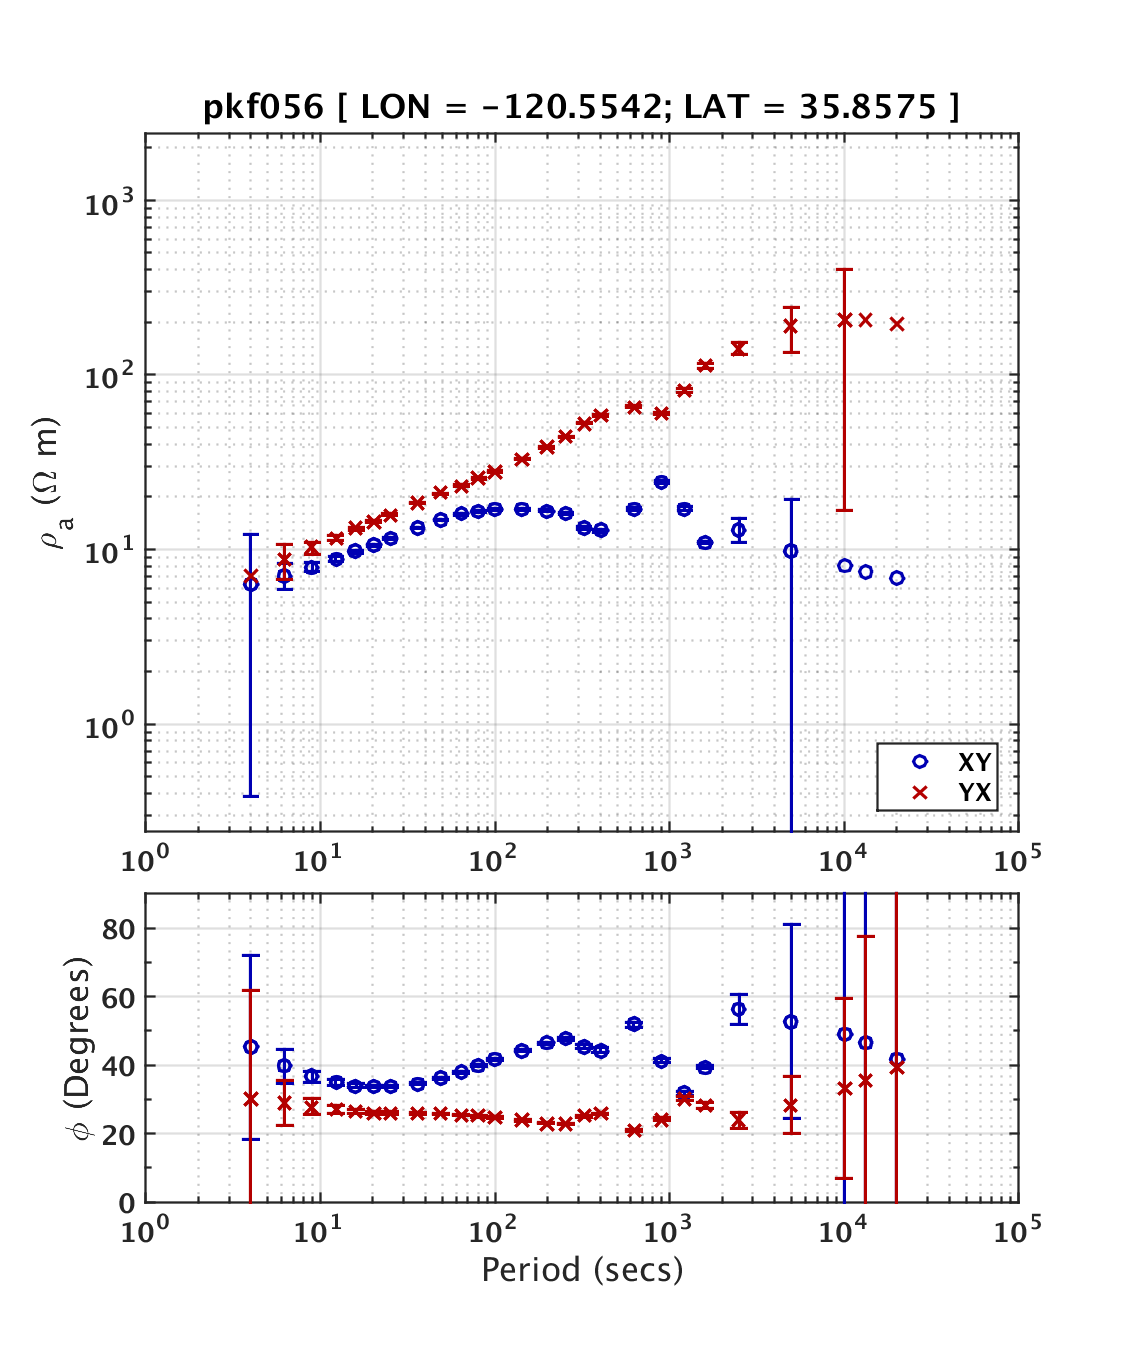 pkf056 [ LON = -120.5542; LAT = 35.8575 ]
10³
10²
10¹
10⁰
ρa (Ω m)
XY
YX
10⁰ 10¹ 10² 10³ 10⁴ 10⁵
80
60
40
20
0
ϕ (Degrees)
10⁰ 10¹ 10² 10³ 10⁴ 10⁵
Period (secs)